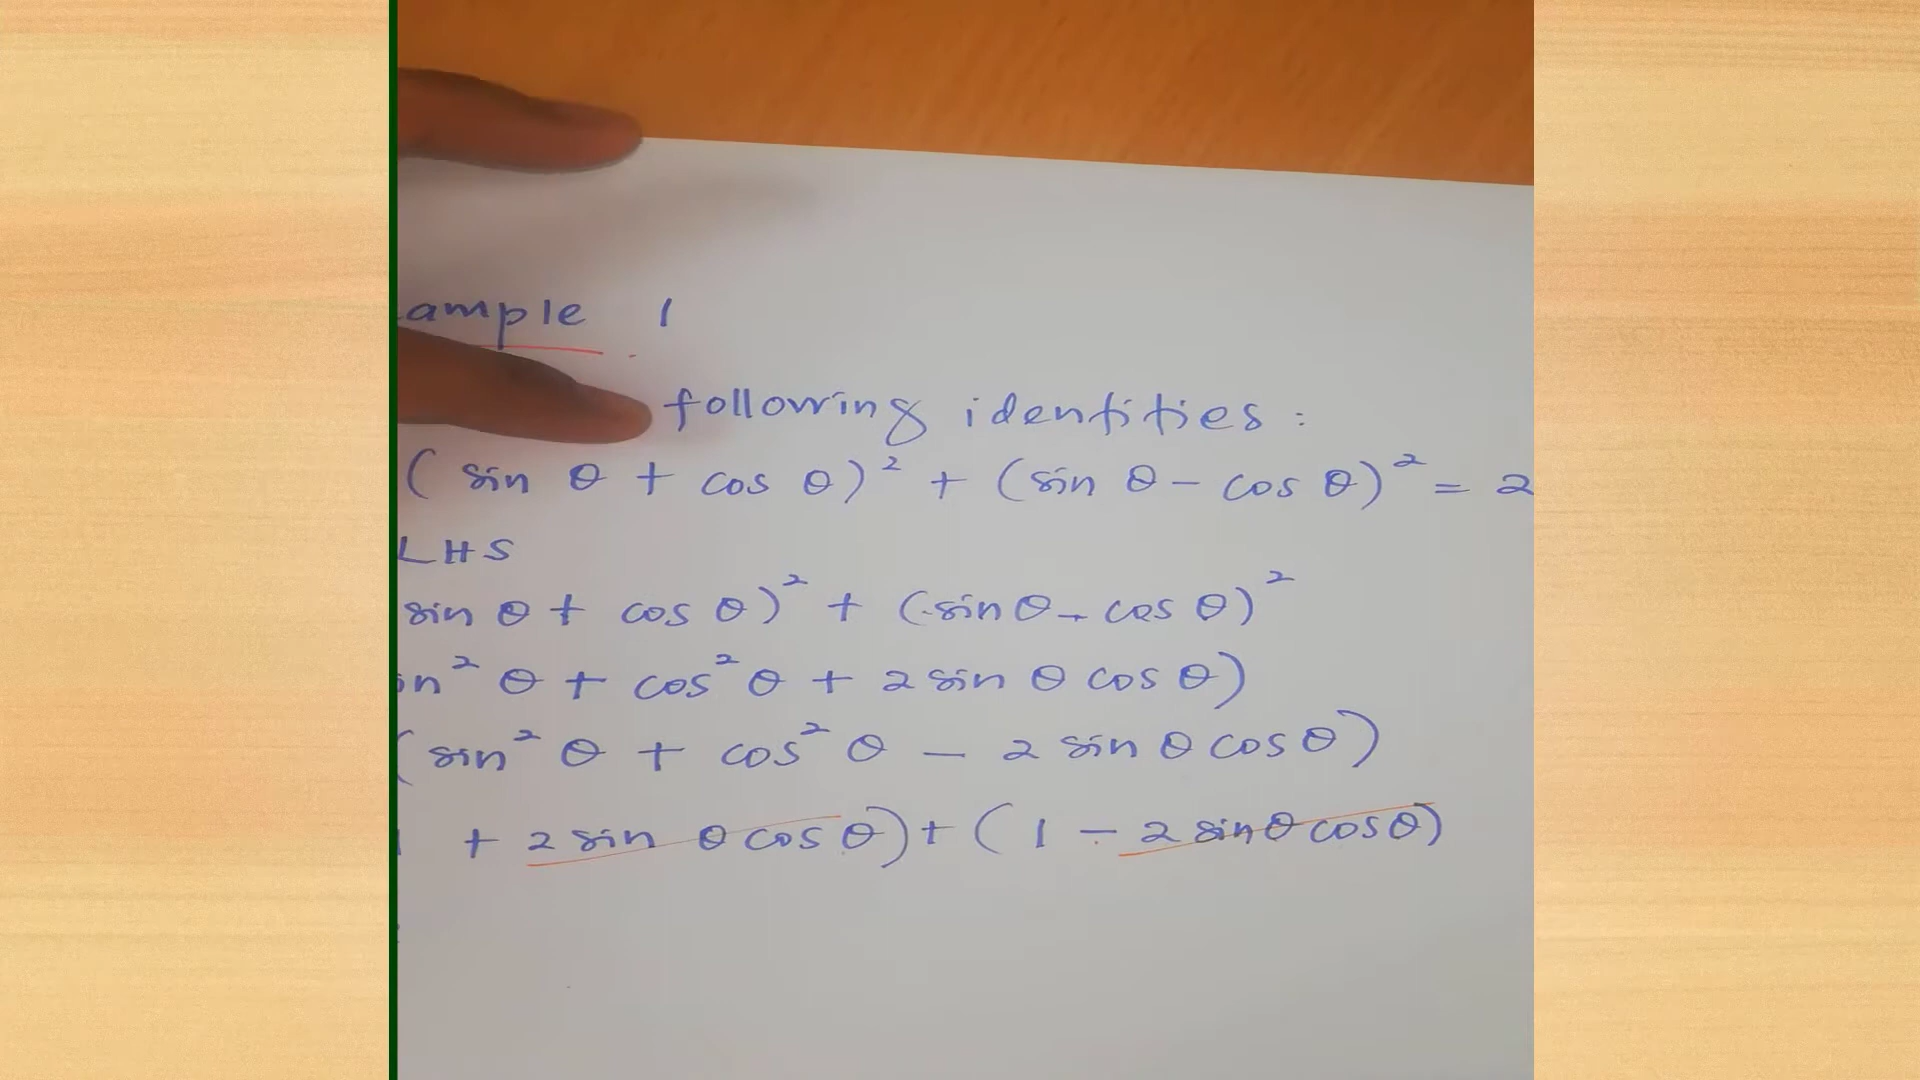 ample 1
following identities :
( sin θ + cos θ)² + (sin θ - cos θ)² = 2
LHS
sin θ + cos θ)² + (sin θ - cos θ)²
in² θ + cos² θ + 2 sin θ cos θ)
(sin² θ + cos² θ - 2 sin θ cos θ)
+ 2 sin θ cos θ) + ( 1 - 2 sin θ cos θ)